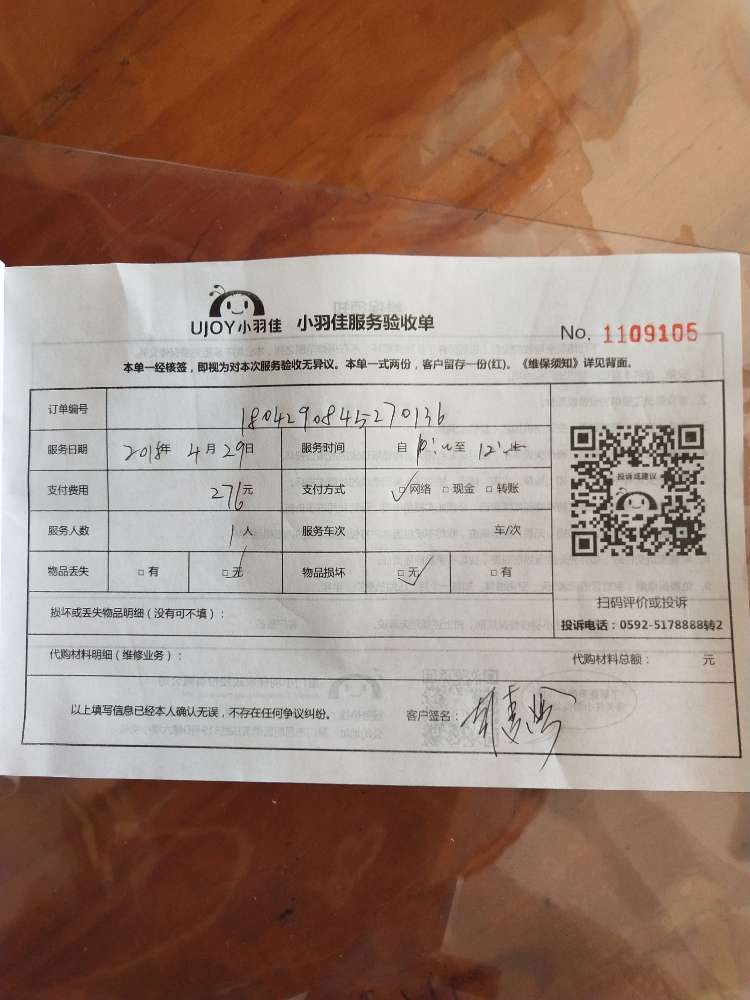 UJOY小羽佳 小羽佳服务验收单
No. 1109105
本单一经核签，即视为对本次服务验收无异议。本单一式两份，客户留存一份(红)。《维保须知》详见背面。
订单编号 1804290845270136
服务日期 2018年 4月 29日 服务时间 自 至
支付费用 276元 支付方式 ☑网络 □现金 □转账
服务人数 1人 服务车次 车/次
物品丢失 □有 ☑无 物品损坏 ☑无 □有
投诉或建议
扫码评价或投诉
投诉电话：0592-5178888转2
损坏或丢失物品明细（没有可不填）：
代购材料明细（维修业务）： 代购材料总额： 元
以上填写信息已经本人确认无误，不存在任何争议纠纷。 客户签名：